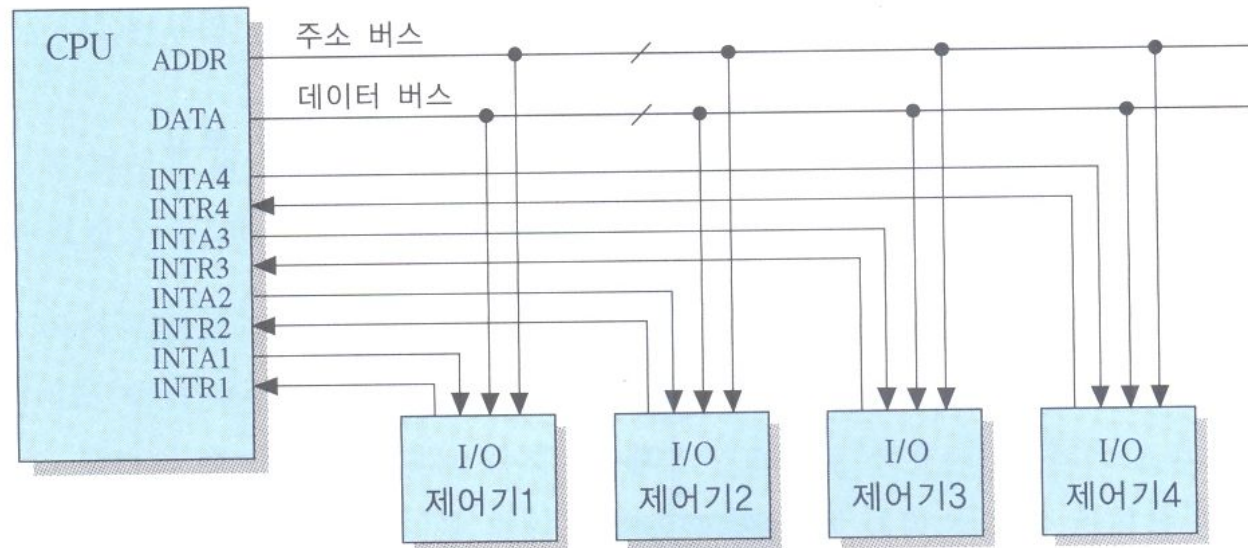 CPU
ADDR
주소 버스
DATA
데이터 버스
INTA4
INTR4
INTA3
INTR3
INTA2
INTR2
INTA1
INTR1
I/O
제어기1
I/O
제어기2
I/O
제어기3
I/O
제어기4